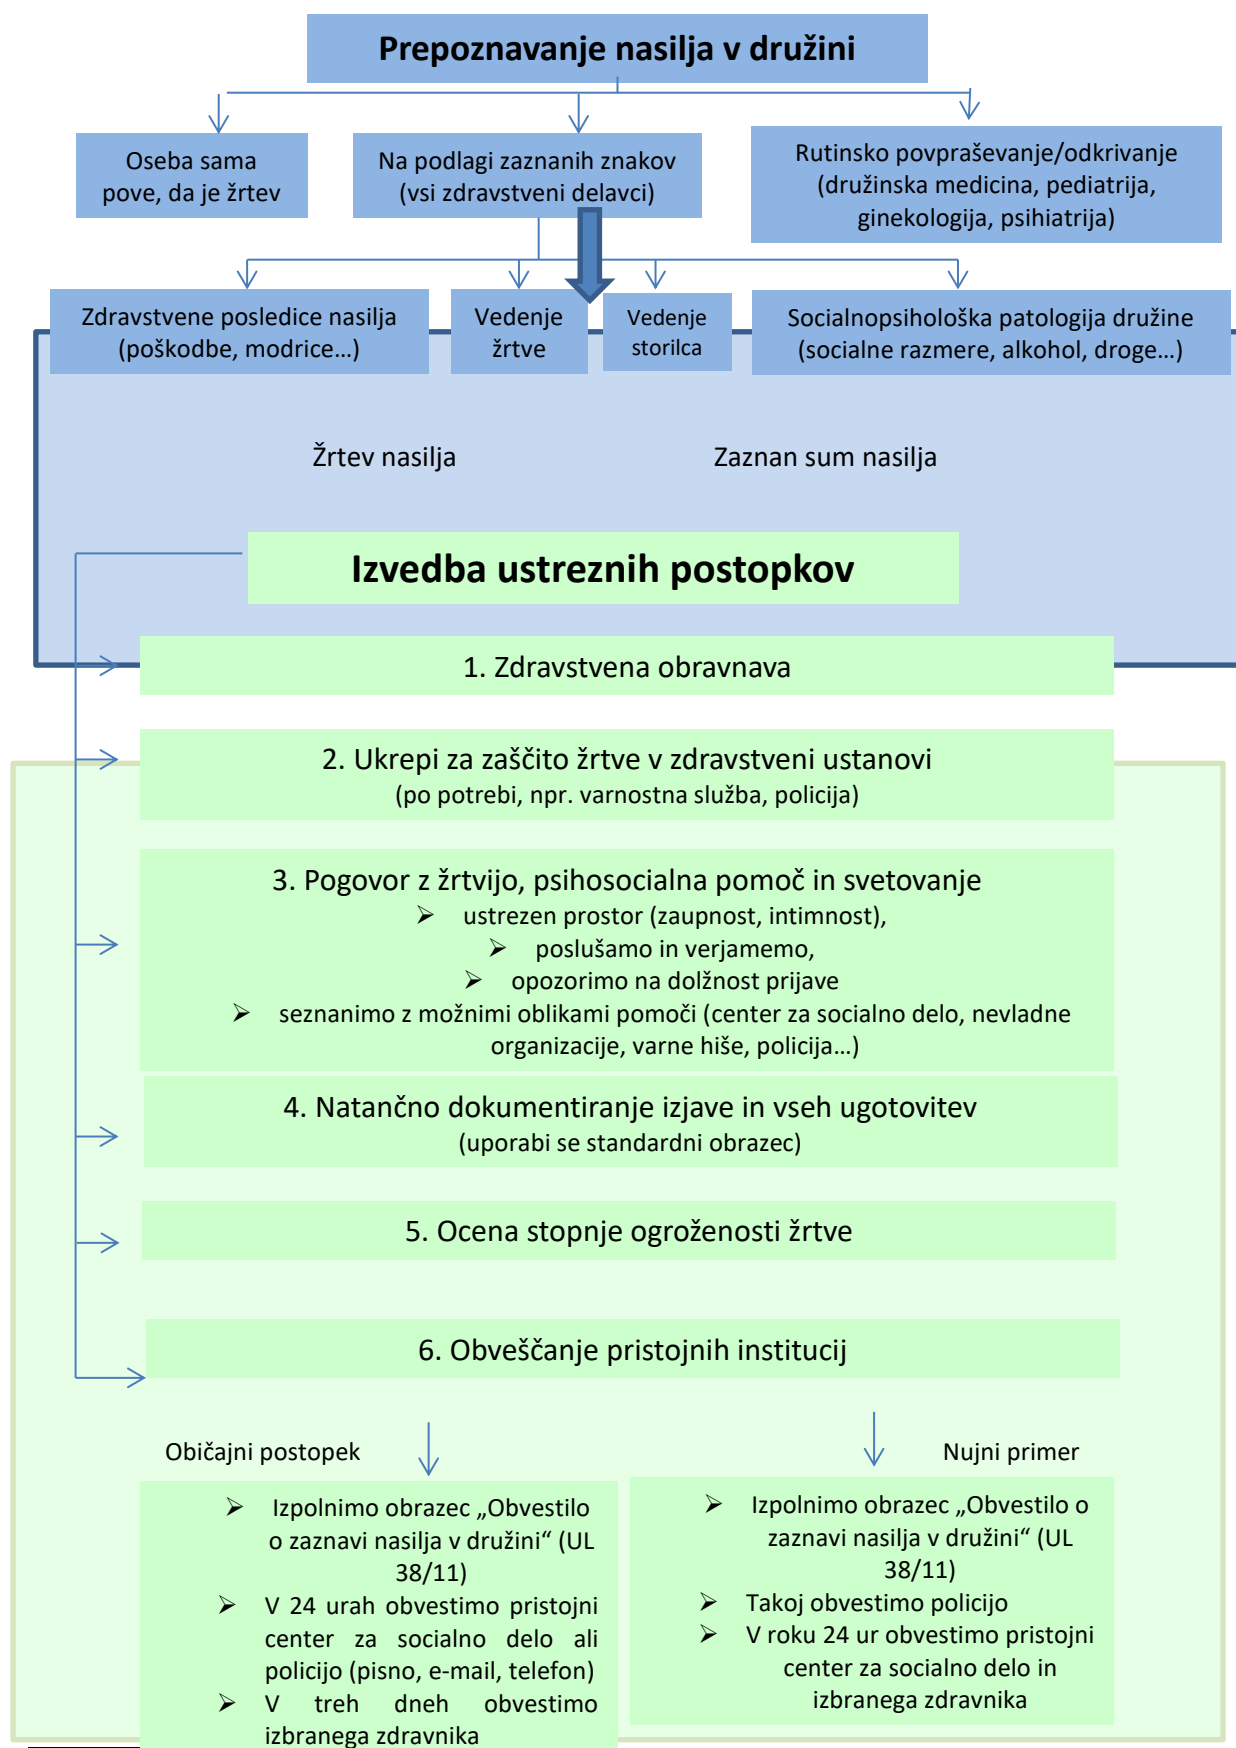 Prepoznavanje nasilja v družini
Oseba sama
pove, da je žrtev
Na podlagi zaznanih znakov
(vsi zdravstveni delavci)
Rutinsko povpraševanje/odkrivanje
(družinska medicina, pediatrija,
ginekologija, psihiatrija)
Zdravstvene posledice nasilja
(poškodbe, modrice…)
Vedenje
žrtve
Vedenje
storilca
Socialnopsihološka patologija družine
(socialne razmere, alkohol, droge…)
Žrtev nasilja
Zaznan sum nasilja
Izvedba ustreznih postopkov
1. Zdravstvena obravnava
2. Ukrepi za zaščito žrtve v zdravstveni ustanovi
(po potrebi, npr. varnostna služba, policija)
3. Pogovor z žrtvijo, psihosocialna pomoč in svetovanje
➢ ustrezen prostor (zaupnost, intimnost),
➢ poslušamo in verjamemo,
➢ opozorimo na dolžnost prijave
➢ seznanimo z možnimi oblikami pomoči (center za socialno delo, nevladne
organizacije, varne hiše, policija…)
4. Natančno dokumentiranje izjave in vseh ugotovitev
(uporabi se standardni obrazec)
5. Ocena stopnje ogroženosti žrtve
6. Obveščanje pristojnih institucij
Običajni postopek
➢ Izpolnimo obrazec „Obvestilo
o zaznavi nasilja v družini“ (UL
38/11)
➢ V 24 urah obvestimo pristojni
center za socialno delo ali
policijo (pisno, e-mail, telefon)
➢ V treh dneh obvestimo
izbranega zdravnika
Nujni primer
➢ Izpolnimo obrazec „Obvestilo o
zaznavi nasilja v družini“ (UL
38/11)
➢ Takoj obvestimo policijo
➢ V roku 24 ur obvestimo pristojni
center za socialno delo in
izbranega zdravnika